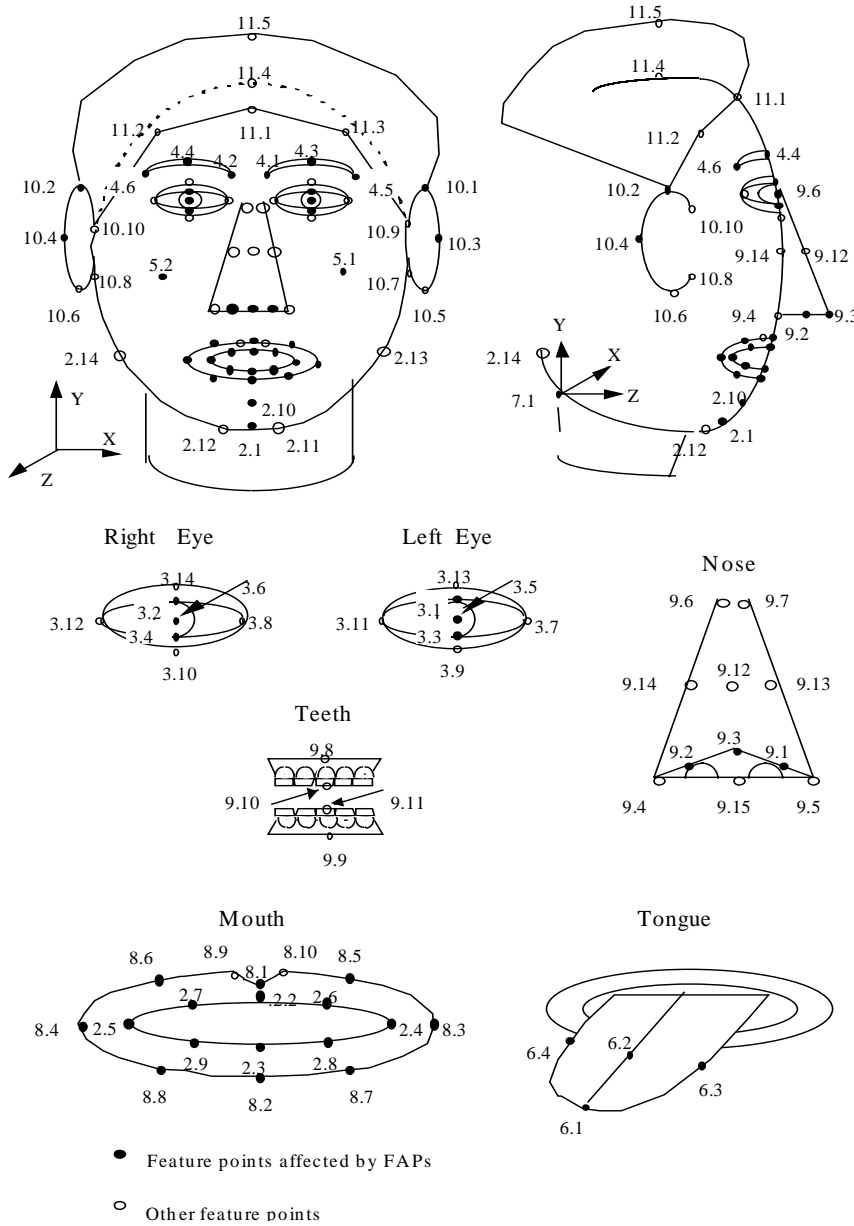 11.5
11.4
11.2 11.1 11.3
4.4 4.2 4.1 4.3
10.2 4.6 4.5 10.1
10.4 10.10 10.9 10.3
5.2 5.1
10.8 10.7
10.6 10.5
2.14 2.13
2.10
2.12 2.1 2.11
Y
X
Z
11.5
11.4
11.1
11.2
4.4
4.6
10.2 9.6
10.10
10.4 9.14 9.12
10.8
10.6 9.4 9.3
9.2
Y
X
2.14
Z
7.1 2.10
2.1
2.12
Right Eye
3.14 3.6
3.12 3.2 3.8
3.4
3.10
Left Eye
3.13 3.5
3.11 3.1 3.7
3.3
3.9
Nose
9.6 9.7
9.14 9.12 9.13
9.3
9.2 9.1
9.4 9.15 9.5
Teeth
9.8
9.10 9.11
9.9
Mouth
8.6 8.9 8.1 8.10 8.5
2.7 2.2 2.6
8.4 2.5 2.4 8.3
2.9 2.3 2.8
8.8 8.2 8.7
Tongue
6.4 6.2
6.3
6.1
Feature points affected by FAPs
Other feature points